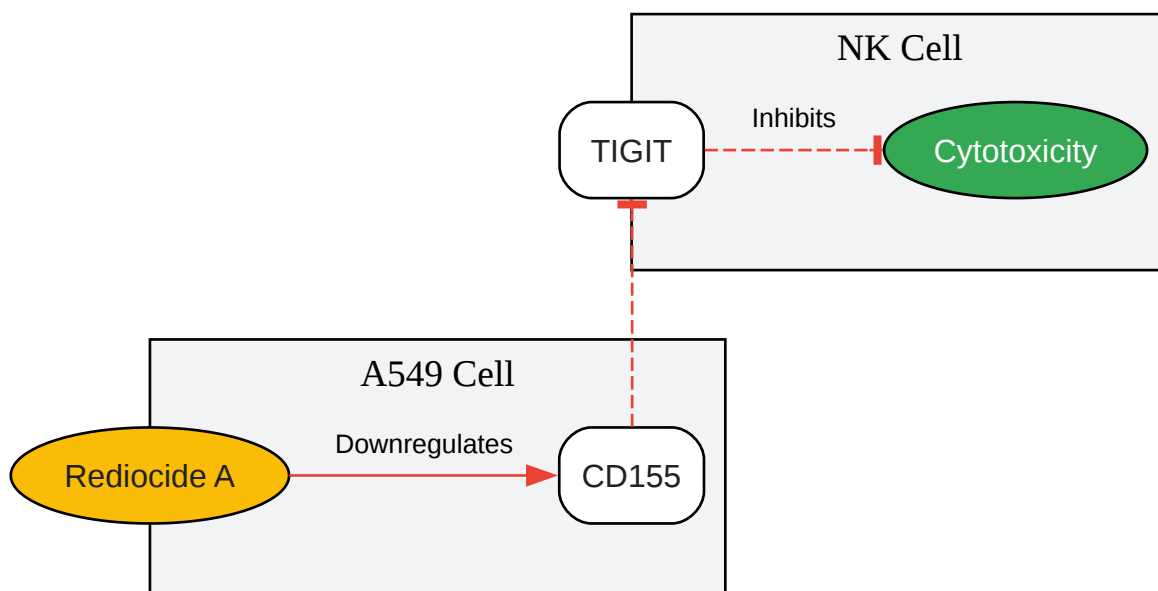 NK Cell
Inhibits
TIGIT
Cytotoxicity
A549 Cell
Downregulates
Rediocide A
CD155